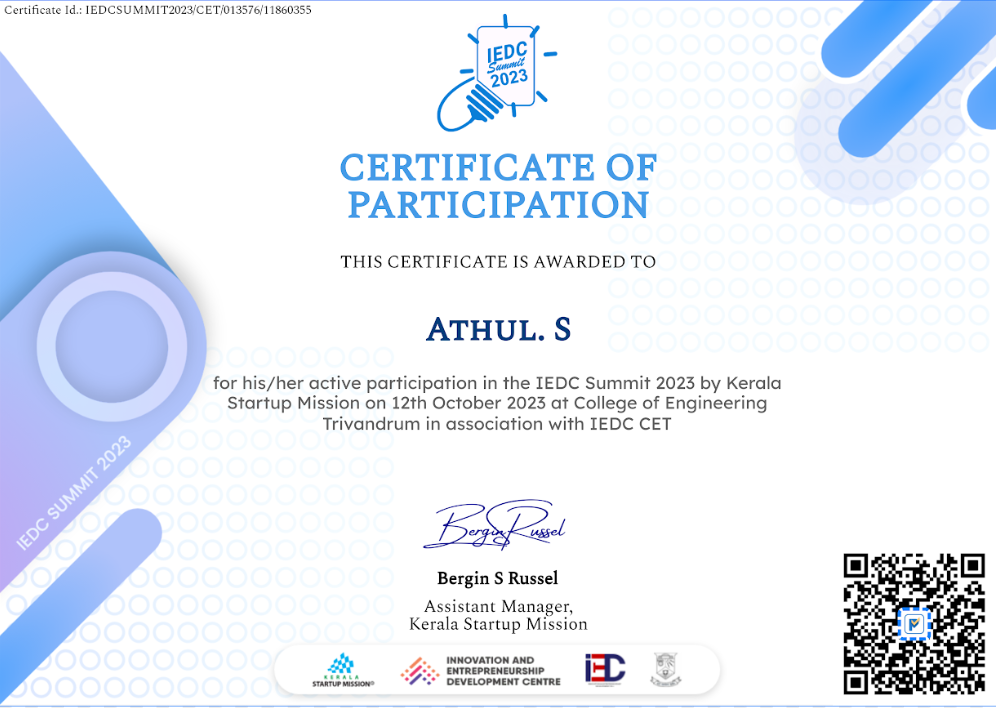 Certificate Id.: IEDCSUMMIT2023/CET/013576/11860355
IEDC
Summit
2023
CERTIFICATE OF
PARTICIPATION
THIS CERTIFICATE IS AWARDED TO
ATHUL. S
for his/her active participation in the IEDC Summit 2023 by Kerala
Startup Mission on 12th October 2023 at College of Engineering
Trivandrum in association with IEDC CET
IEDC SUMMIT 2023
Bergin Russel
Bergin S Russel
Assistant Manager,
Kerala Startup Mission
KERALA
STARTUP MISSION
INNOVATION AND
ENTREPRENEURSHIP
DEVELOPMENT CENTRE